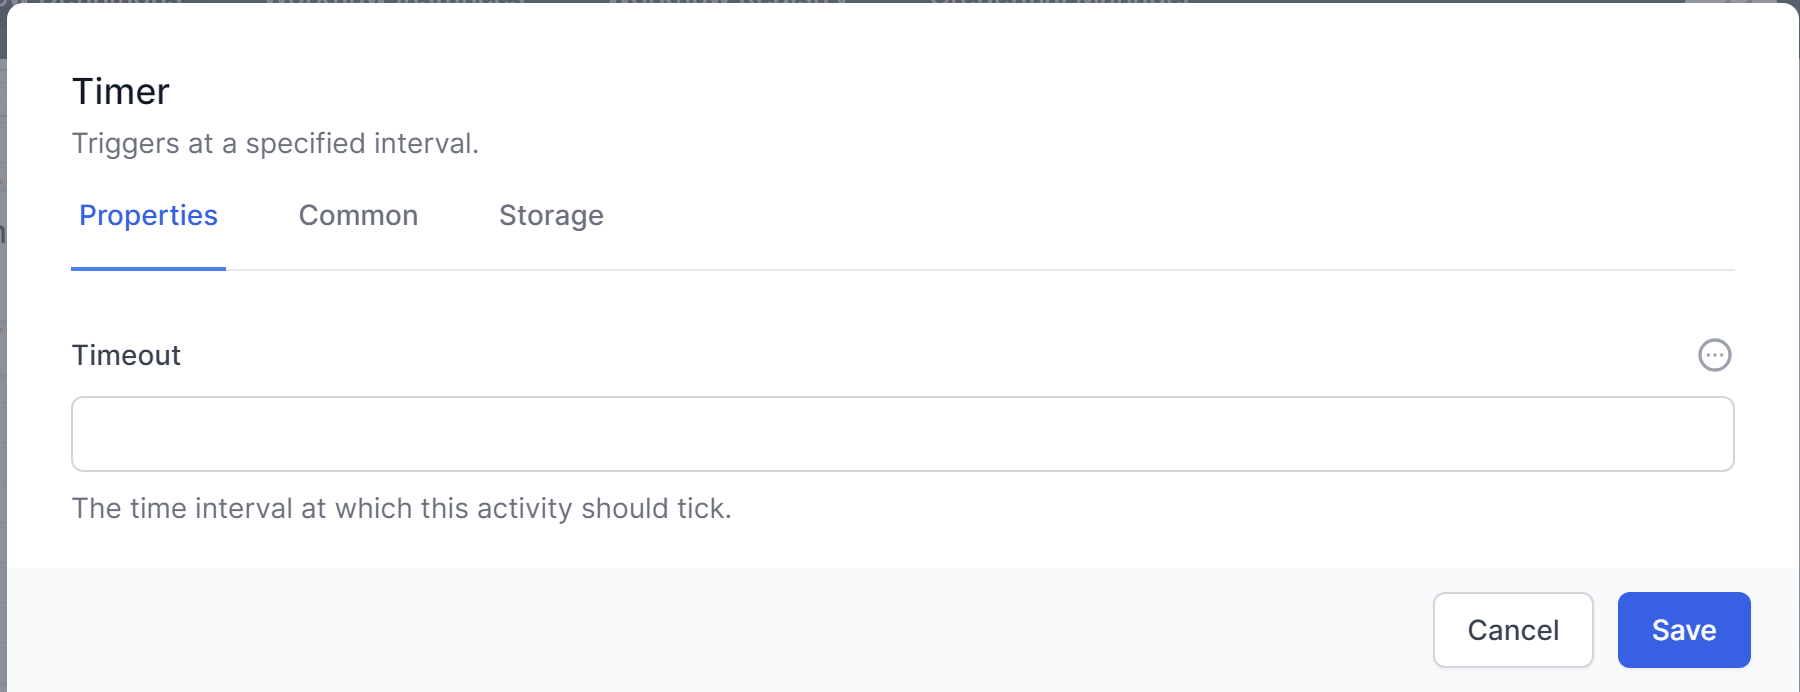 Timer
Triggers at a specified interval.
Properties Common Storage
Timeout
The time interval at which this activity should tick.
Cancel Save